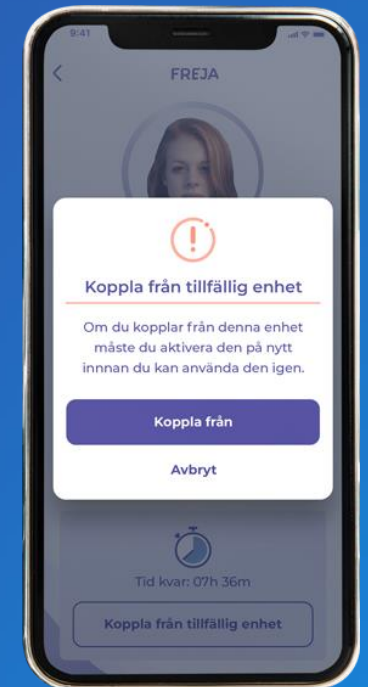 9:41
FREJA
Koppla från tillfällig enhet
Om du kopplar från denna enhet
måste du aktivera den på nytt
innnan du kan använda den igen.
Koppla från
Avbryt
Tid kvar: 07h 36m
Koppla från tillfällig enhet